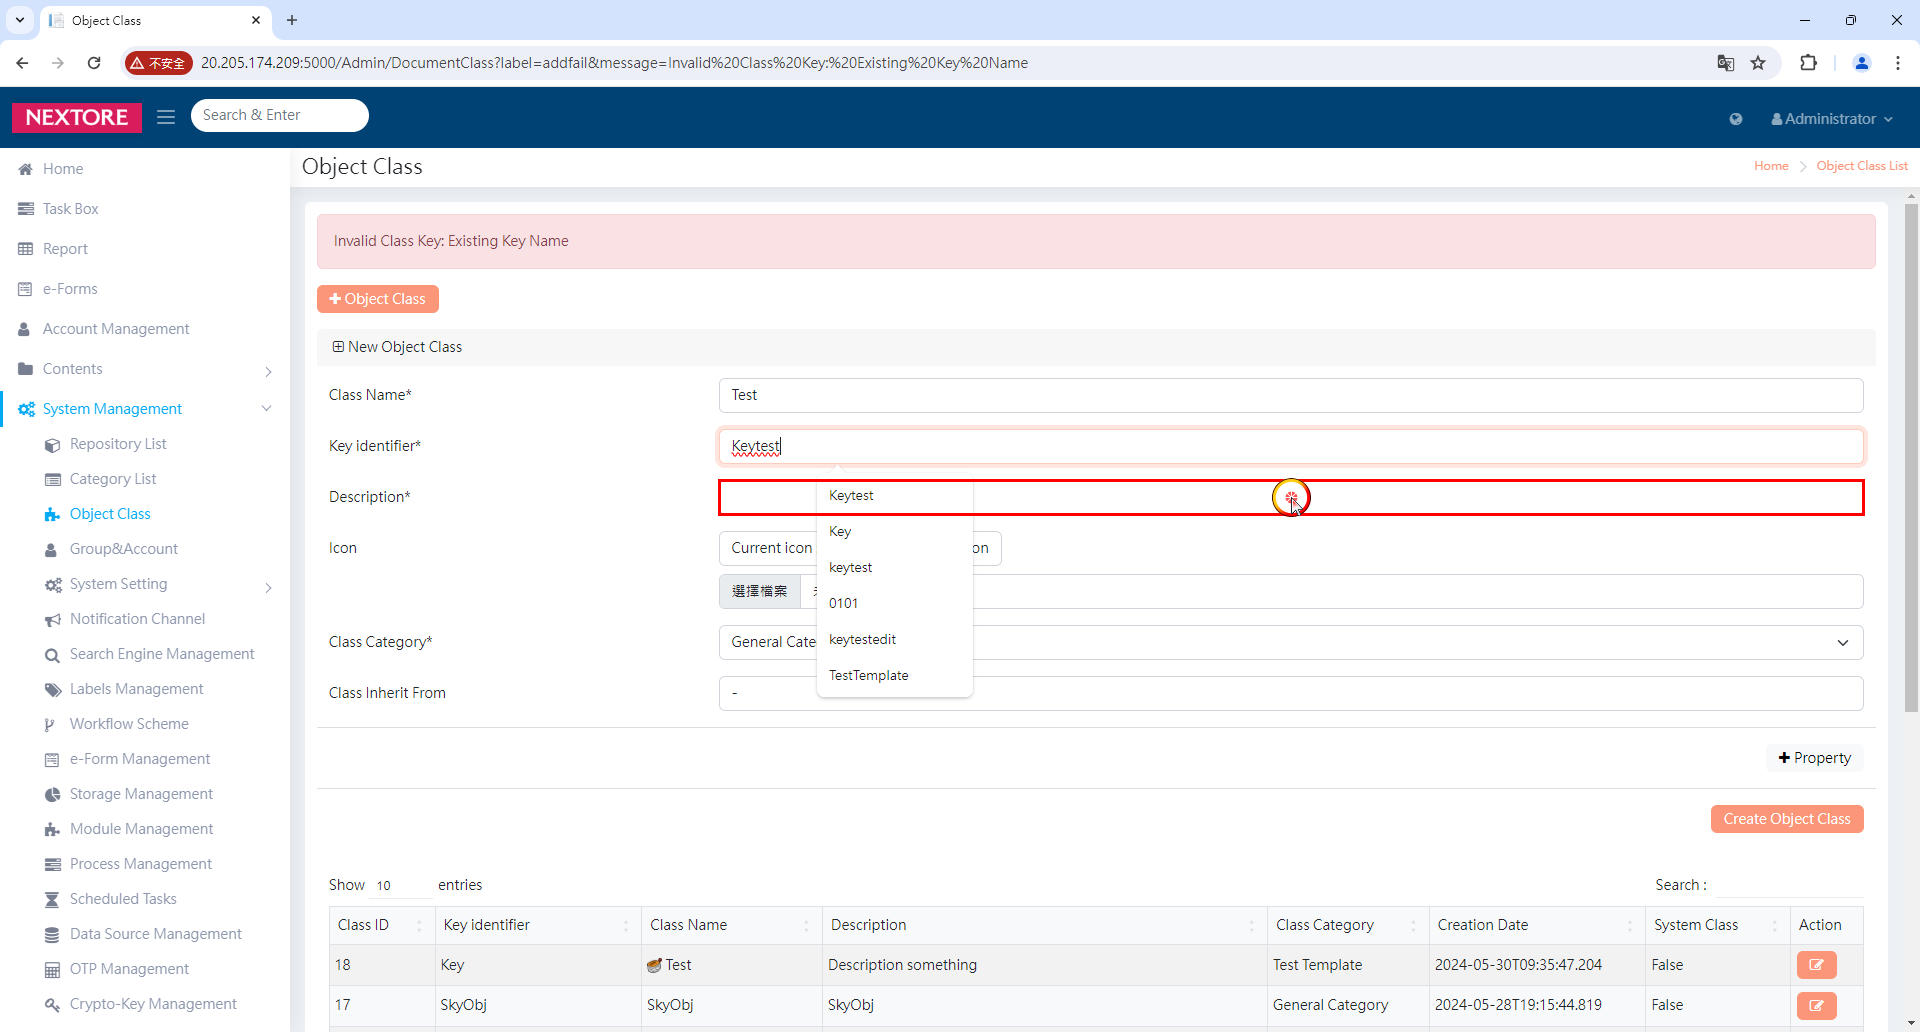 Object Class
不安全
20.205.174.209:5000/Admin/DocumentClass?label=addfail&message=Invalid%20Class%20Key:%20Existing%20Key%20Name
NEXTORE
Search & Enter
Administrator
Home
Task Box
Report
e-Forms
Account Management
Contents
System Management
Repository List
Category List
Object Class
Group&Account
System Setting
Notification Channel
Search Engine Management
Labels Management
Workflow Scheme
e-Form Management
Storage Management
Module Management
Process Management
Scheduled Tasks
Data Source Management
OTP Management
Crypto-Key Management
Object Class
Home
Object Class List
Invalid Class Key: Existing Key Name
Object Class
New Object Class
Class Name*
Test
Key identifier*
Keytest
Description*
Keytest
Key
keytest
0101
keytestedit
TestTemplate
Icon
Current icon
on
選擇檔案
Class Category*
General Cate
Class Inherit From
-
Property
Create Object Class
Show 10 entries
Search :
Class ID Key identifier Class Name Description Class Category Creation Date System Class Action
18 Key Test Description something Test Template 2024-05-30T09:35:47.204 False
17 SkyObj SkyObj SkyObj General Category 2024-05-28T19:15:44.819 False